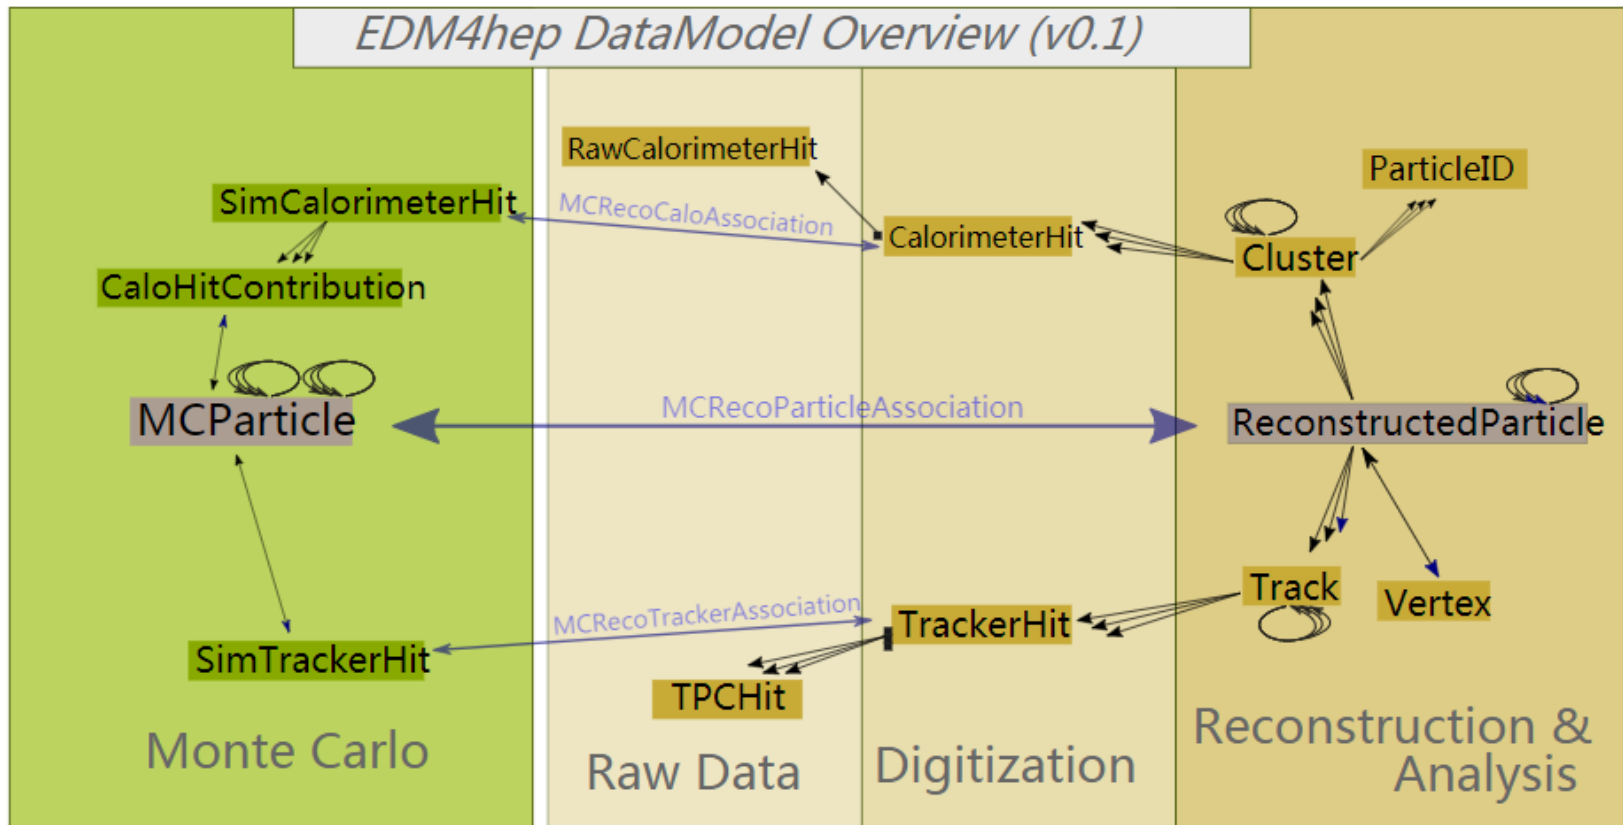 EDM4hep DataModel Overview (v0.1)
RawCalorimeterHit
ParticleID
SimCalorimeterHit
MCRecoCaloAssociation
CalorimeterHit
Cluster
CaloHitContribution
MCParticle
MCRecoParticleAssociation
ReconstructedParticle
MCRecoTrackerAssociation
Track
Vertex
TrackerHit
SimTrackerHit
TPCHit
Monte Carlo
Raw Data
Digitization
Reconstruction &
Analysis